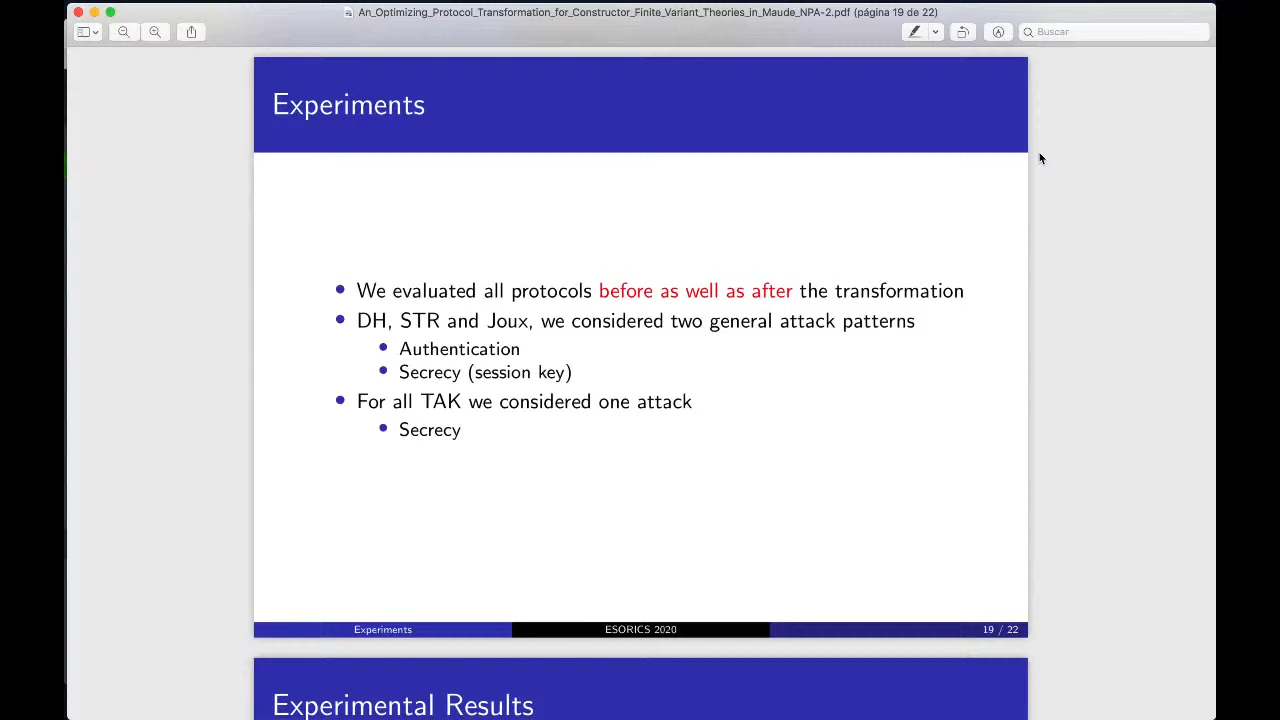 An_Optimizing_Protocol_Transformation_for_Constructor_Finite_Variant_Theories_in_Maude_NPA-2.pdf (página 19 de 22)
Buscar
Experiments
We evaluated all protocols before as well as after the transformation
DH, STR and Joux, we considered two general attack patterns
Authentication
Secrecy (session key)
For all TAK we considered one attack
Secrecy
Experiments
ESORICS 2020
19 / 22
Experimental Results